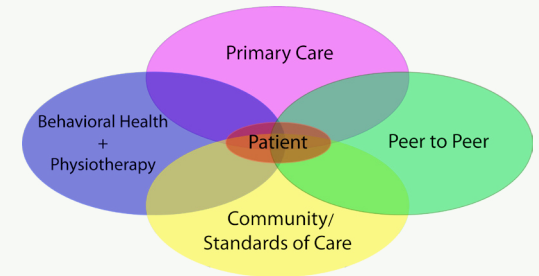 Primary Care
Behavioral Health
+
Physiotherapy
Patient
Peer to Peer
Community/
Standards of Care